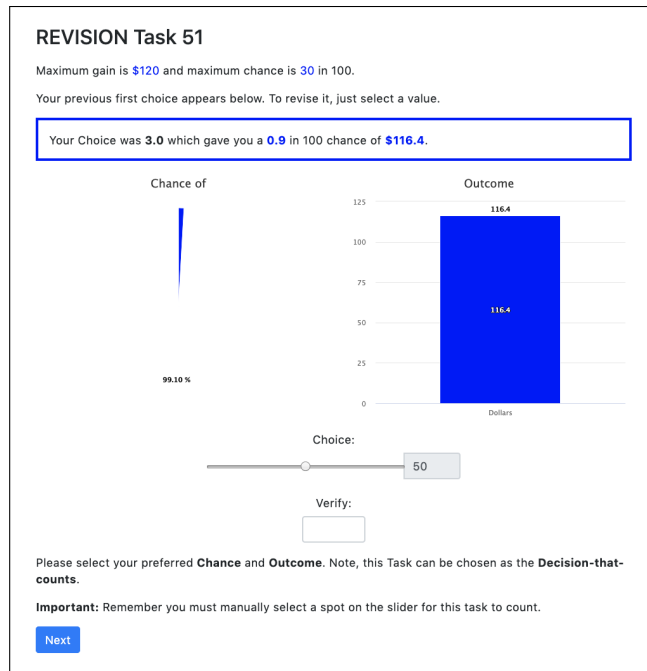 REVISION Task 51
Maximum gain is $120 and maximum chance is 30 in 100.
Your previous first choice appears below. To revise it, just select a value.
Your Choice was 3.0 which gave you a 0.9 in 100 chance of $116.4.
Chance of
99.10 %
Outcome
125
100
75
50
25
0
116.4
116.4
Dollars
Choice:
50
Verify:
Please select your preferred Chance and Outcome. Note, this Task can be chosen as the Decision-that-
counts.
Important: Remember you must manually select a spot on the slider for this task to count.
Next